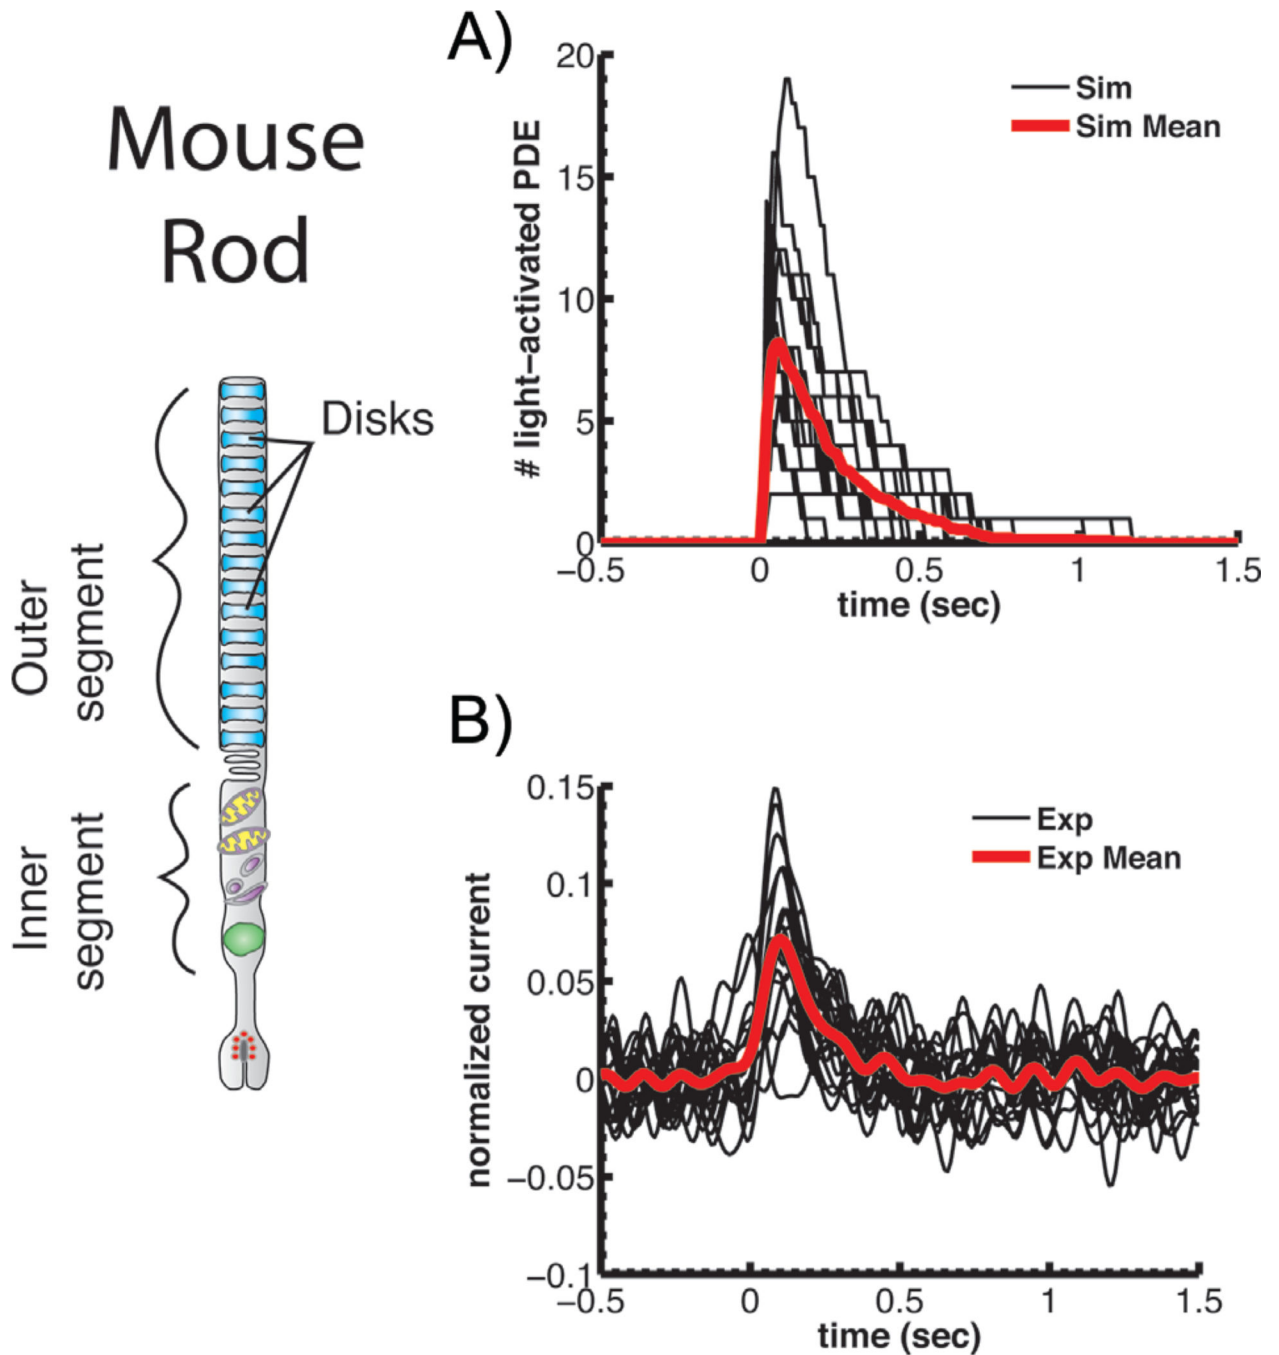 Mouse
Rod
Disks
Outer
segment
Inner
segment
A)
20
15
10
5
0
# light-activated PDE
Sim
Sim Mean
−0.5
0
0.5
1
1.5
time (sec)
B)
0.15
0.1
0.05
0
−0.05
−0.1
normalized current
Exp
Exp Mean
−0.5
0
0.5
1
1.5
time (sec)